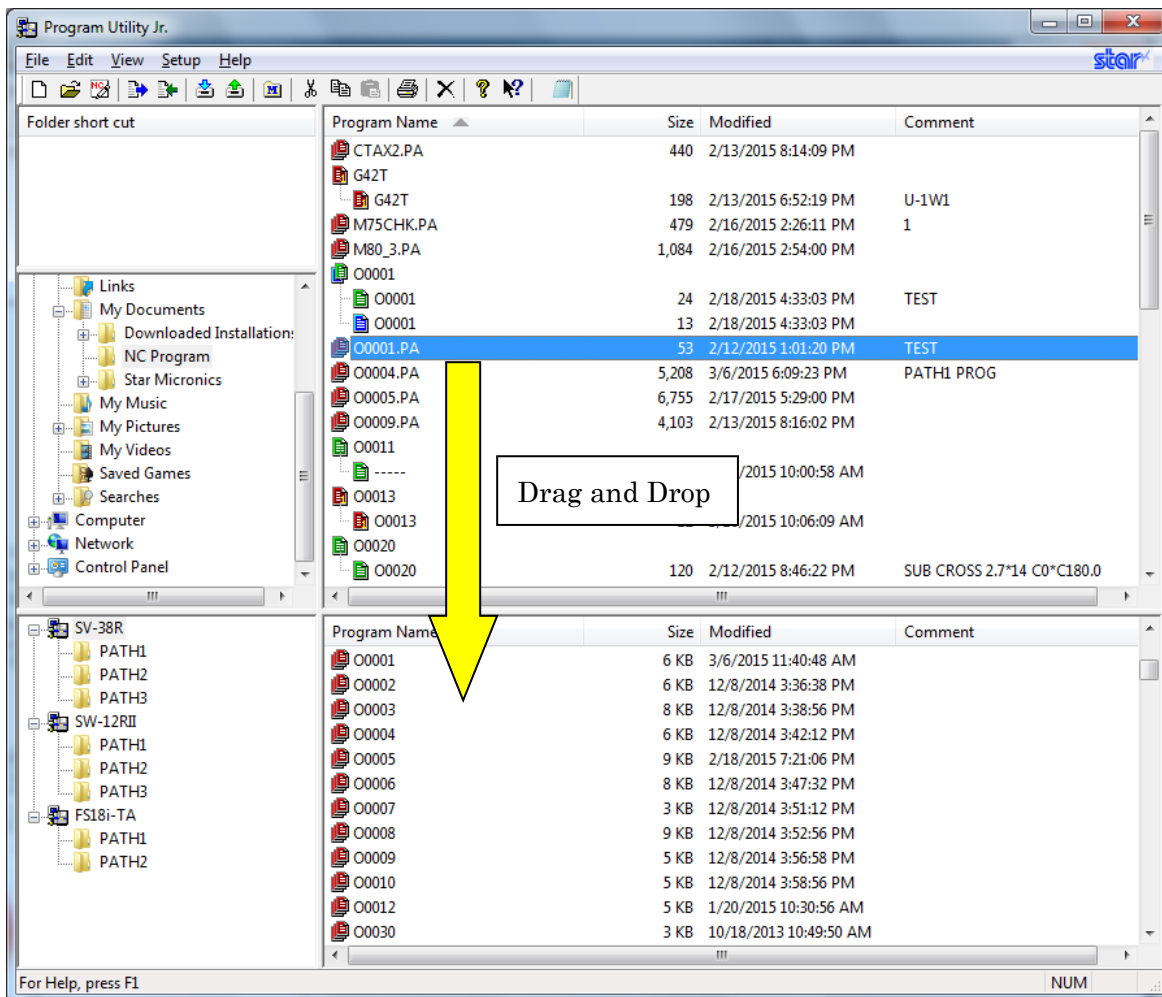 Program Utility Jr.
File Edit View Setup Help
star
Folder short cut
Links
My Documents
Downloaded Installation
NC Program
Star Micronics
My Music
My Pictures
My Videos
Saved Games
Searches
Computer
Network
Control Panel
Program Name Size Modified Comment
CTAX2.PA 440 2/13/2015 8:14:09 PM
G42T
G42T 198 2/13/2015 6:52:19 PM U-1W1
M75CHK.PA 479 2/16/2015 2:26:11 PM 1
M80_3.PA 1,084 2/16/2015 2:54:00 PM
O0001
O0001 24 2/18/2015 4:33:03 PM TEST
O0001 13 2/18/2015 4:33:03 PM
O0001.PA 53 2/12/2015 1:01:20 PM TEST
O0004.PA 5,208 3/6/2015 6:09:23 PM PATH1 PROG
O0005.PA 6,755 2/17/2015 5:29:00 PM
O0009.PA 4,103 2/13/2015 8:16:02 PM
O0011
----- /2015 10:00:58 AM
O0013
O0013 /2015 10:06:09 AM
O0020
O0020 120 2/12/2015 8:46:22 PM SUB CROSS 2.7*14 C0*C180.0
Drag and Drop
SV-38R
PATH1
PATH2
PATH3
SW-12RII
PATH1
PATH2
PATH3
FS18i-TA
PATH1
PATH2
Program Name Size Modified Comment
O0001 6 KB 3/6/2015 11:40:48 AM
O0002 6 KB 12/8/2014 3:36:38 PM
O0003 8 KB 12/8/2014 3:38:56 PM
O0004 6 KB 12/8/2014 3:42:12 PM
O0005 9 KB 2/18/2015 7:21:06 PM
O0006 8 KB 12/8/2014 3:47:32 PM
O0007 3 KB 12/8/2014 3:51:12 PM
O0008 9 KB 12/8/2014 3:52:56 PM
O0009 5 KB 12/8/2014 3:56:58 PM
O0010 5 KB 12/8/2014 3:58:56 PM
O0012 5 KB 1/20/2015 10:30:56 AM
O0030 3 KB 10/18/2013 10:49:50 AM
For Help, press F1 NUM